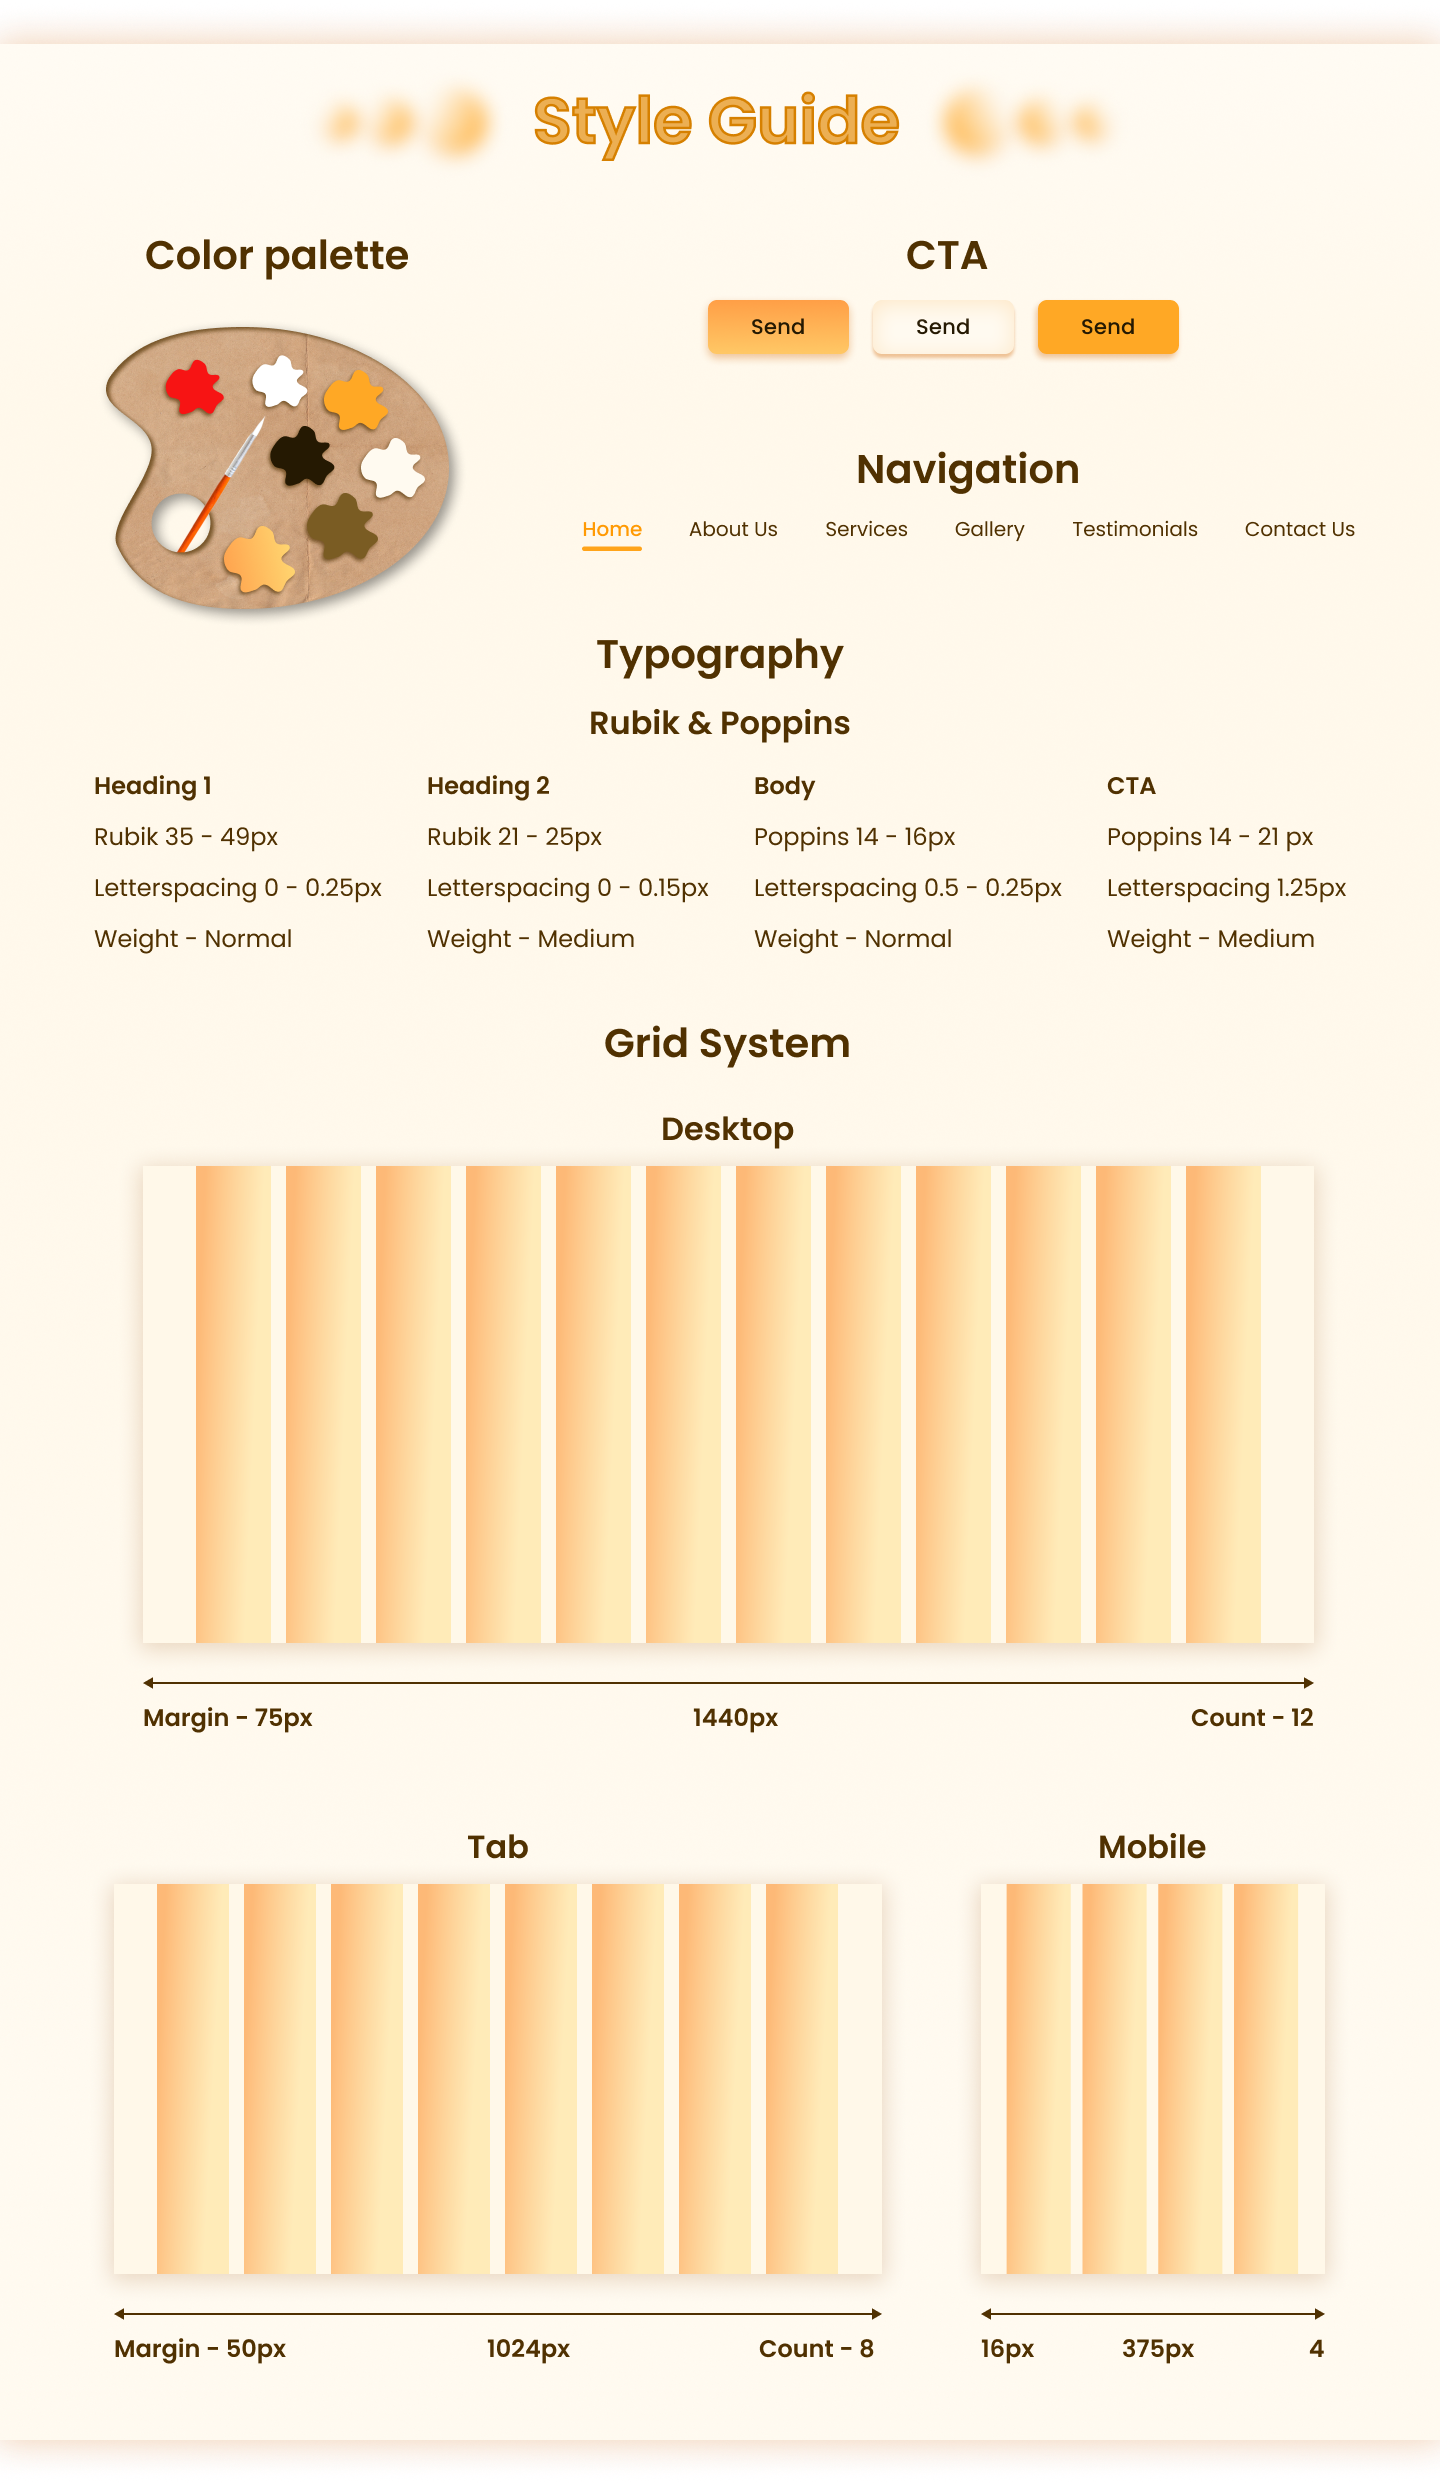 Style Guide
Color palette
CTA
Send
Send
Send
Navigation
Home About Us Services Gallery Testimonials Contact Us
Typography
Rubik & Poppins
Heading 1
Rubik 35 - 49px
Letterspacing 0 - 0.25px
Weight - Normal
Heading 2
Rubik 21 - 25px
Letterspacing 0 - 0.15px
Weight - Medium
Body
Poppins 14 - 16px
Letterspacing 0.5 - 0.25px
Weight - Normal
CTA
Poppins 14 - 21 px
Letterspacing 1.25px
Weight - Medium
Grid System
Desktop
Margin - 75px 1440px Count - 12
Tab
Margin - 50px 1024px Count - 8
Mobile
16px 375px 4